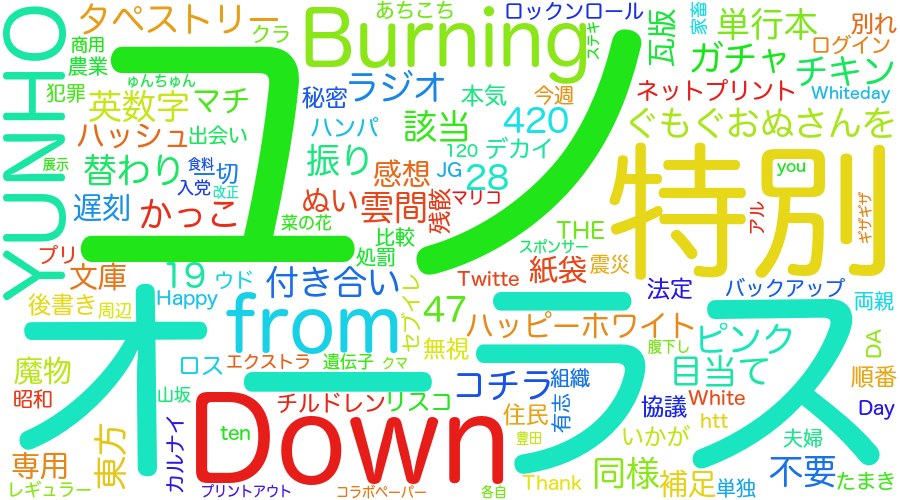 YUNHO
タペストリー
商用
農業
クラ
あちこち
Burning
ロックンロール
ステキ
瓦版
家畜
単行本
別れ
ログイン
ガチャ
チキン
Whiteday
ゅんちゅん
犯罪
英数字
マチ
ラジオ
秘密
本気
今週
ネットプリント
ユノ
ハッシュ
出会い
ハンパ
該当
420
ぐもぐおぬさんを
展示
替わり
食料
一切
振り
感想
120
デカイ
JG
28
特別
you
入党
改正
遅刻
かっこ
菜の花
ぬい
雲間
残骸
マリコ
比較
THE
アル
ギザギザ
プリ
文庫
19
ウド
処罰
スポンサー
付き合い
Twitte
紙袋
震災
法定
バックアップ
両親
後書き
周辺
Happy
from
セブイレ
47
ハッピーホワイト
オーラス
ピンク
DA
魔物
ロス
エクストラ
遺伝子
クマ
無視
腹下し
目当て
順番
昭和
山坂
チルドレン
リスコ
コチラ
組織
住民
有志
協議
White
htt
Day
東方
カルナイ
ten
Down
豊田
いかが
夫婦
専用
レギュラー
プリントアウト
コラボペーパー
各自
Thank
同様
補足
単独
不要
たまき